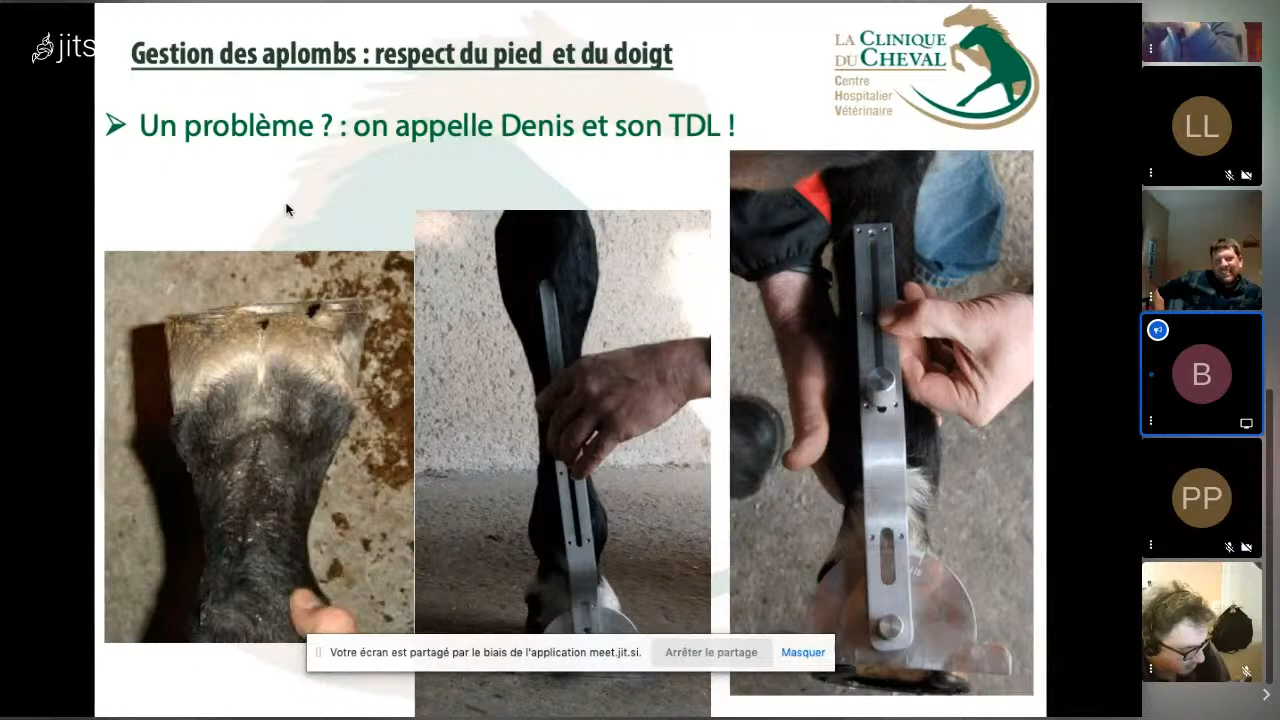 jits
Gestion des aplombs : respect du pied et du doigt
LA CLINIQUE
DU CHEVAL
Centre
Hospitalier
Vétérinaire
Un problème ? : on appelle Denis et son TDL !
LL
B
PP
Votre écran est partagé par le biais de l'application meet.jit.si.
Arrêter le partage
Masquer